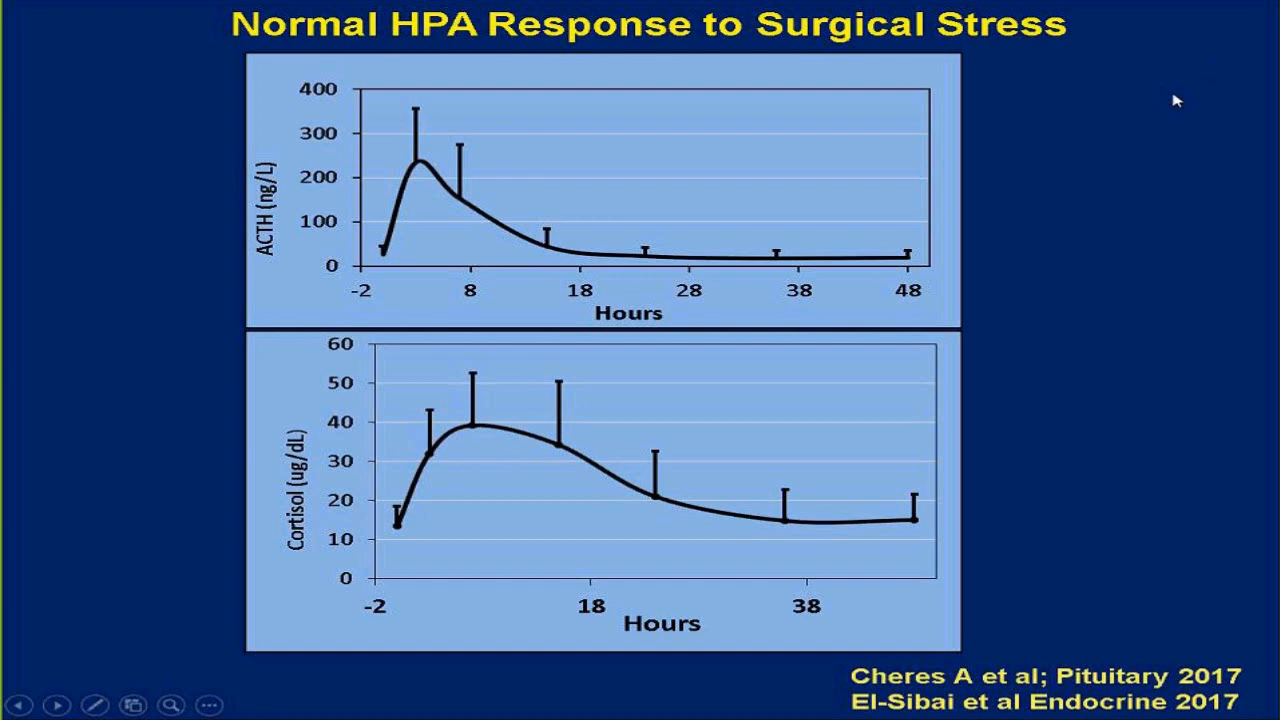 Normal HPA Response to Surgical Stress
400
300
200
100
0
ACTH (ng/L)
-2 8 18 28 38 48
Hours
60
50
40
30
20
10
0
Cortisol (ug/dL)
-2 18 38
Hours
Cheres A et al; Pituitary 2017
El-Sibai et al Endocrine 2017